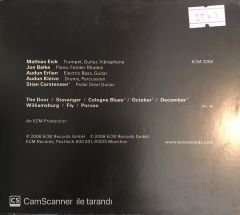 Mathias Eick Trumpet, Guitar, Vibraphone
Jon Balke Piano, Fender Rhodes
Audun Erlien Electric Bass, Guitar
Audun Kleive Drums, Percussion
Stian Carstensen Pedal Steel Guitar
ECM 2059
The Door / Stavanger / Cologne Blues / October / December
Williamsburg / Fly / Porvoo
An ECM Production
© 2008 ECM Records GmbH ℗ 2008 ECM Records GmbH
ECM Records, Postfach 600 331, 81203 München
www.ecmrecords.com
CS CamScanner ile tarandı